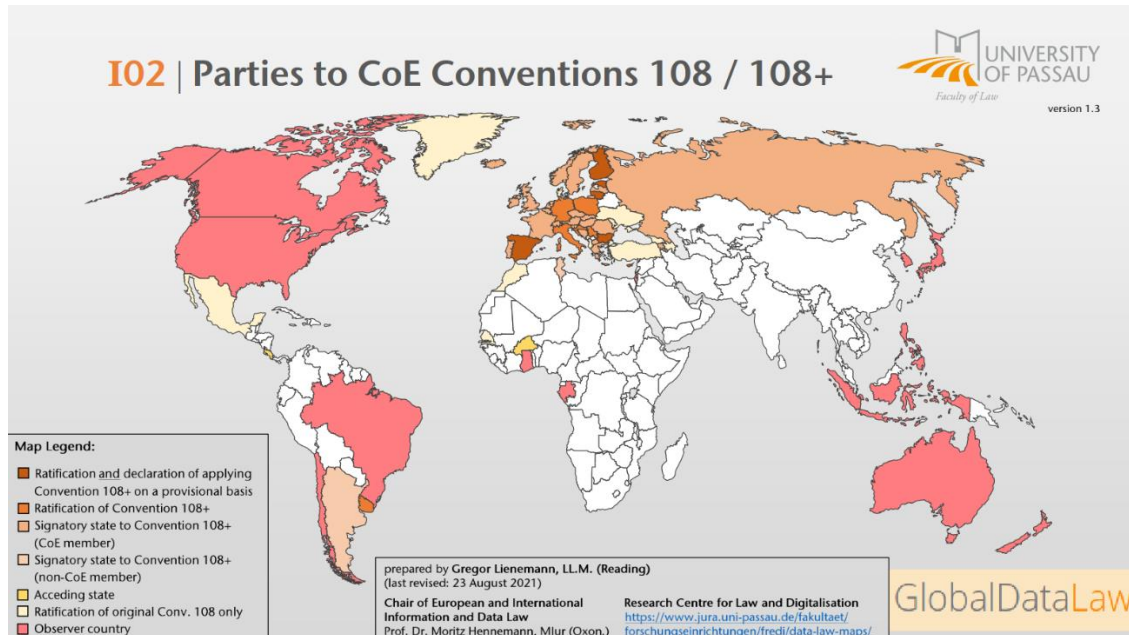 I02 | Parties to CoE Conventions 108 / 108+
UNIVERSITY
OF PASSAU
Faculty of Law
version 1.3
Map Legend:
Ratification and declaration of applying
Convention 108+ on a provisional basis
Ratification of Convention 108+
Signatory state to Convention 108+
(CoE member)
Signatory state to Convention 108+
(non-CoE member)
Acceding state
Ratification of original Conv. 108 only
Observer country
prepared by Gregor Lienemann, LL.M. (Reading)
(last revised: 23 August 2021)
Chair of European and International
Information and Data Law
Prof. Dr. Moritz Hennemann, MJur (Oxon.)
Research Centre for Law and Digitalisation
https://www.jura.uni-passau.de/fakultaet/
forschungseinrichtungen/fredi/data-law-maps/
GlobalDataLaw